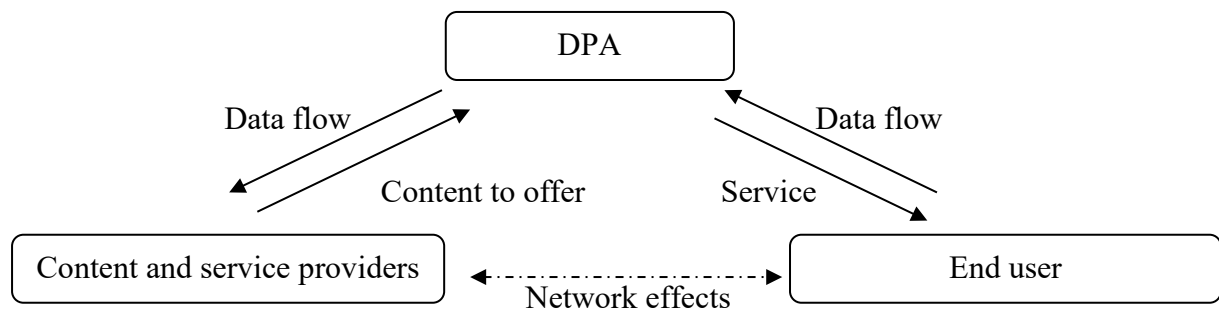 DPA
Data flow
Data flow
Content to offer
Service
Content and service providers
End user
Network effects